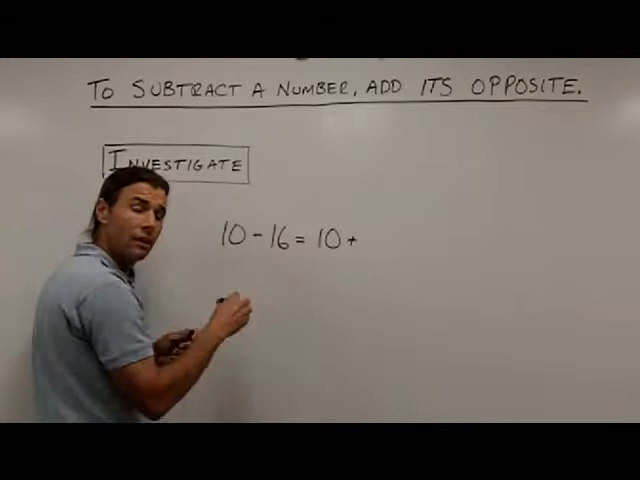 TO SUBTRACT A NUMBER, ADD ITS OPPOSITE.
INVESTIGATE
10 - 16 = 10 +